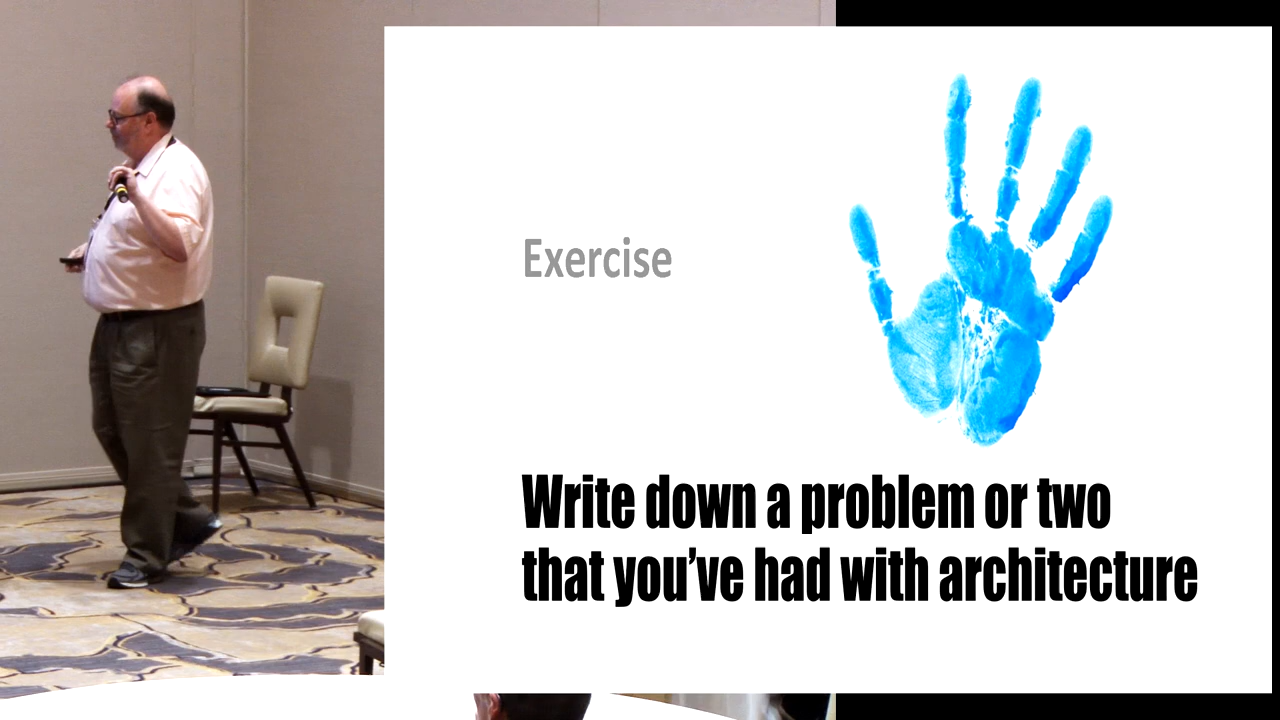 Exercise
Write down a problem or two
that you’ve had with architecture